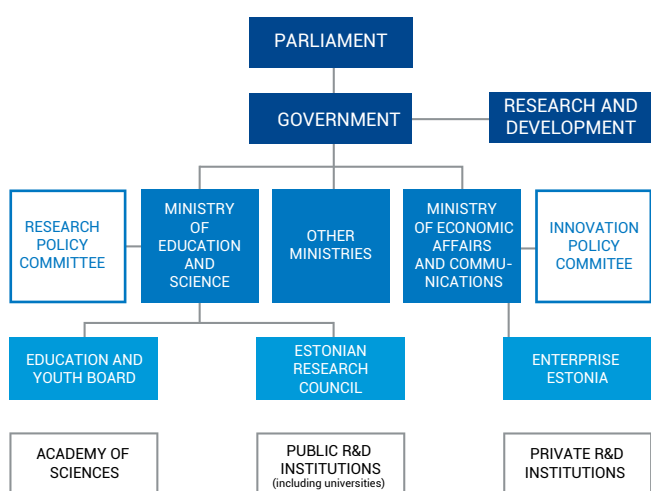 PARLIAMENT
GOVERNMENT
RESEARCH AND
DEVELOPMENT
RESEARCH
POLICY
COMMITTEE
MINISTRY
OF
EDUCATION
AND
SCIENCE
OTHER
MINISTRIES
MINISTRY
OF ECONOMIC
AFFAIRS
AND COMMU-
NICATIONS
INNOVATION
POLICY
COMMITEE
EDUCATION AND
YOUTH BOARD
ESTONIAN
RESEARCH
COUNCIL
ENTERPRISE
ESTONIA
ACADEMY OF
SCIENCES
PUBLIC R&D
INSTITUTIONS
(including universities)
PRIVATE R&D
INSTITUTIONS